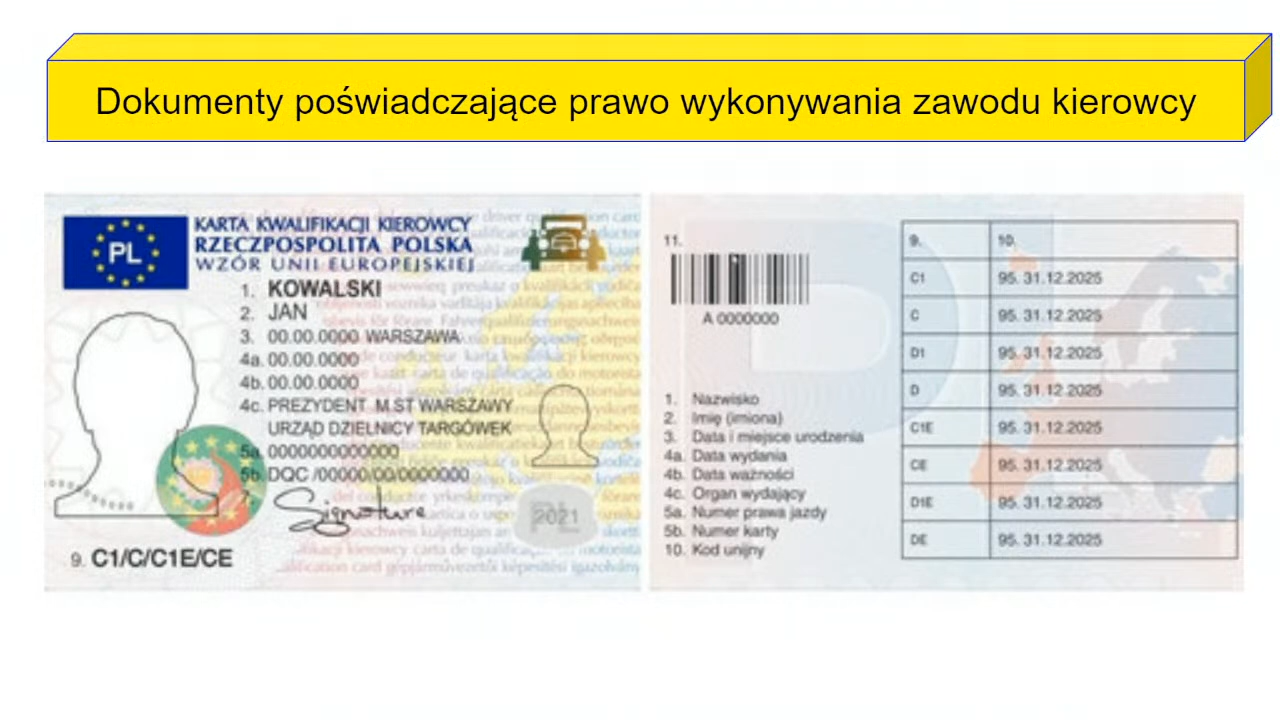 Dokumenty poświadczające prawo wykonywania zawodu kierowcy
PL
KARTA KWALIFIKACJI KIEROWCY
RZECZPOSPOLITA POLSKA
WZÓR UNII EUROPEJSKIEJ
1. KOWALSKI
2. JAN
3. 00.00.0000 WARSZAWA
4a. 00.00.0000
4b. 00.00.0000
4c. PREZYDENT M.ST WARSZAWY
URZĄD DZIELNICY TARGÓWEK
5a. 0000000000000
5b. DQC /00000/00/0000000
Signature
PL
2021
9. C1/C/C1E/CE
11.
A 0000000
1. Nazwisko
2. Imię (imiona)
3. Data i miejsce urodzenia
4a. Data wydania
4b. Data ważności
4c. Organ wydający
5a. Numer prawa jazdy
5b. Numer karty
10. Kod unijny
9. 10.
C1 95. 31.12.2025
C 95. 31.12.2025
D1 95. 31.12.2025
D 95. 31.12.2025
C1E 95. 31.12.2025
CE 95. 31.12.2025
D1E 95. 31.12.2025
DE 95. 31.12.2025